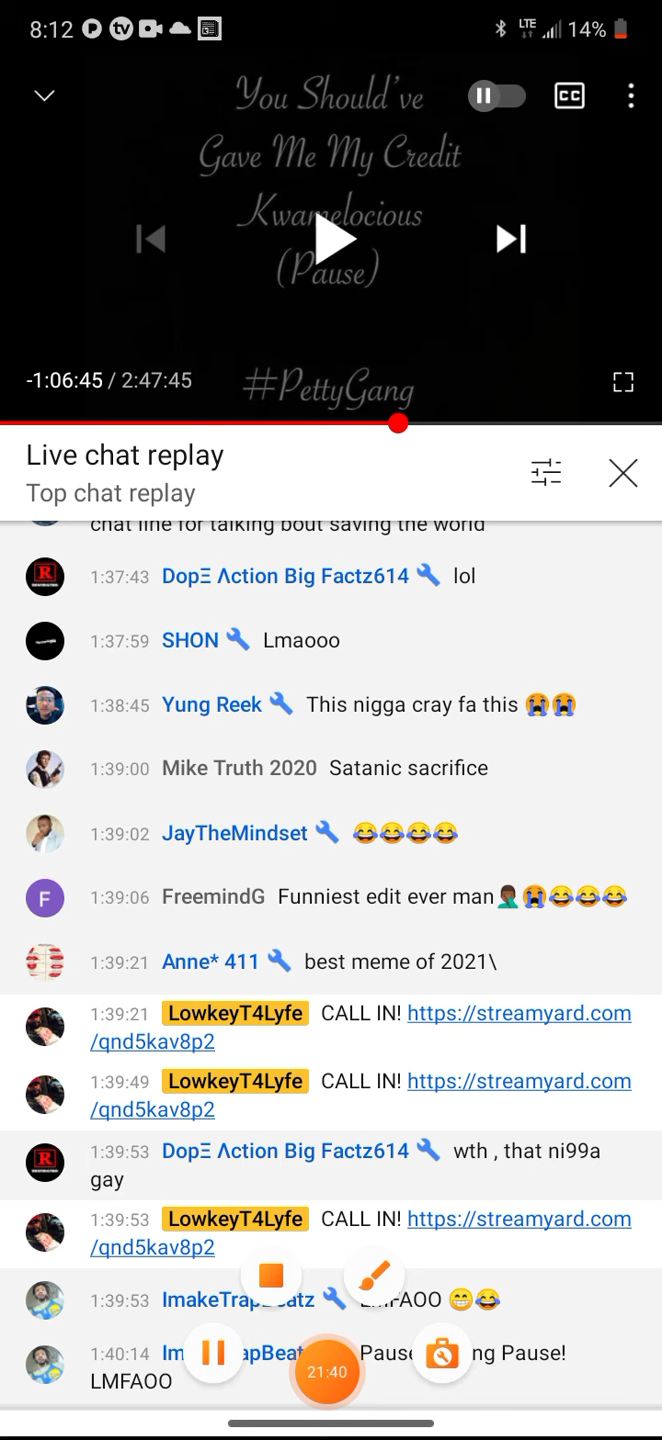 8:12 LTE 14%
You Should've
Gave Me My Credit
CC
Kwamelocious
(Pause)
-1:06:45 / 2:47:45
#PettyGang
Live chat replay
Top chat replay
chat line for talking bout saving the world
1:37:43 DopΞ Λction Big Factz614 🔧 lol
1:37:59 SHON 🔧 Lmaooo
1:38:45 Yung Reek 🔧 This nigga cray fa this 😭😭
1:39:00 Mike Truth 2020 Satanic sacrifice
1:39:02 JayTheMindset 🔧 😂😂😂😂
F 1:39:06 FreemindG Funniest edit ever man🤦🏾‍♂️😭😂😂😂
1:39:21 Anne* 411 🔧 best meme of 2021\
1:39:21 LowkeyT4Lyfe CALL IN! https://streamyard.com
/qnd5kav8p2
1:39:49 LowkeyT4Lyfe CALL IN! https://streamyard.com
/qnd5kav8p2
1:39:53 DopΞ Λction Big Factz614 🔧 wth , that ni99a
gay
1:39:53 LowkeyT4Lyfe CALL IN! https://streamyard.com
/qnd5kav8p2
1:39:53 ImakeTrapBeatz 🔧 LMFAOO 😁😂
1:40:14 Pause! 
LMFAOO
21:40